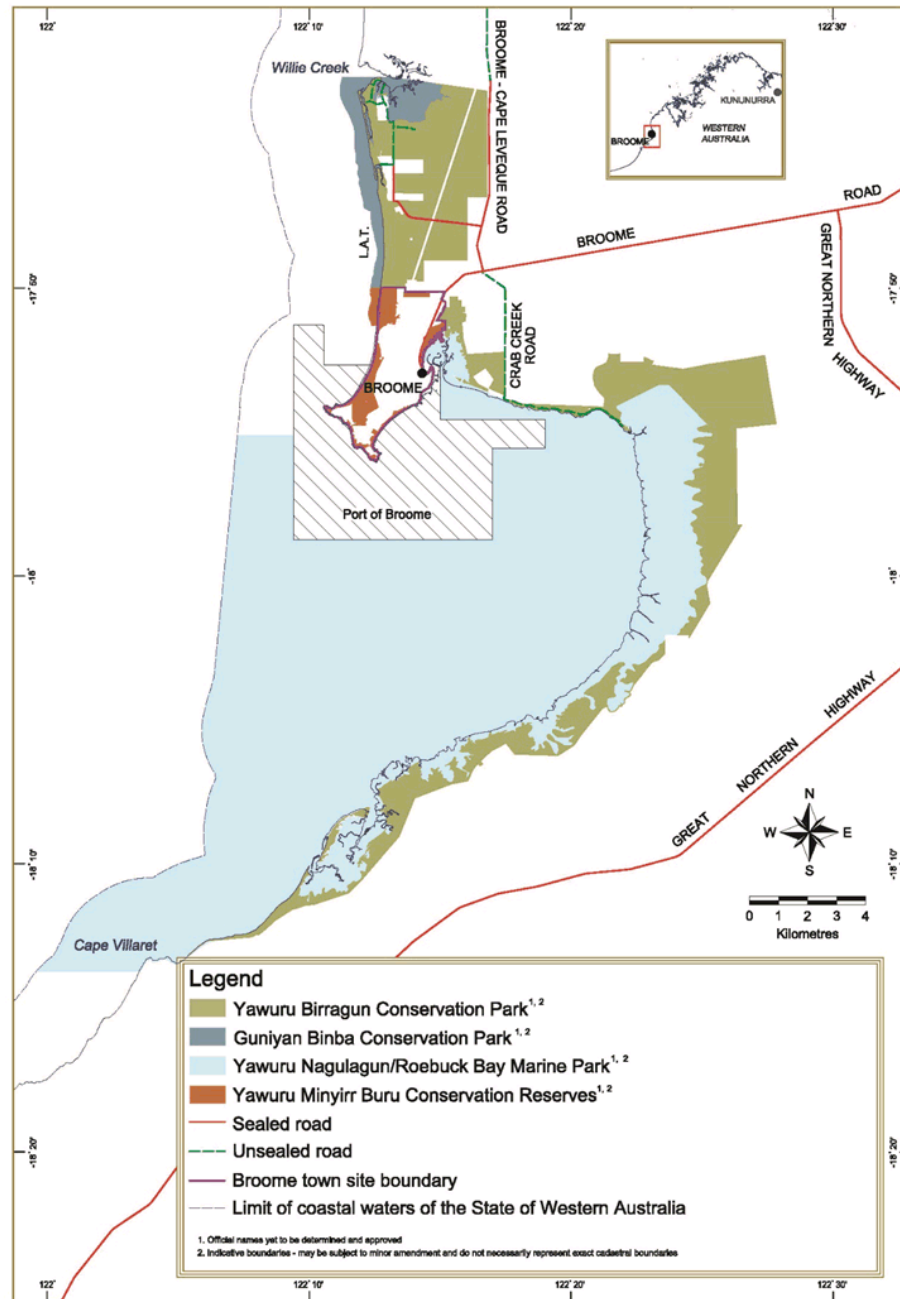 122°
122°10'
122°20'
122°30'
Willie Creek
BROOME - CAPE LEVEQUE ROAD
KUNUNURRA
WESTERN
AUSTRALIA
BROOME
ROAD
BROOME
GREAT NORTHERN
HIGHWAY
L.A.T.
-17°50'
-17°50'
CRAB CREEK
ROAD
BROOME
Port of Broome
-18°
-18°
GREAT NORTHERN HIGHWAY
N
W E
S
-18°10'
-18°10'
0 1 2 3 4
Kilometres
Cape Villaret
Legend
Yawuru Birragun Conservation Park1, 2
Guniyan Binba Conservation Park1, 2
Yawuru Nagulagun/Roebuck Bay Marine Park1, 2
Yawuru Minyirr Buru Conservation Reserves1, 2
Sealed road
Unsealed road
Broome town site boundary
Limit of coastal waters of the State of Western Australia
1. Official names yet to be determined and approved
2. Indicative boundaries - may be subject to minor amendment and do not necessarily represent exact cadastral boundaries
-18°20'
-18°20'
122°
122°10'
122°20'
122°30'